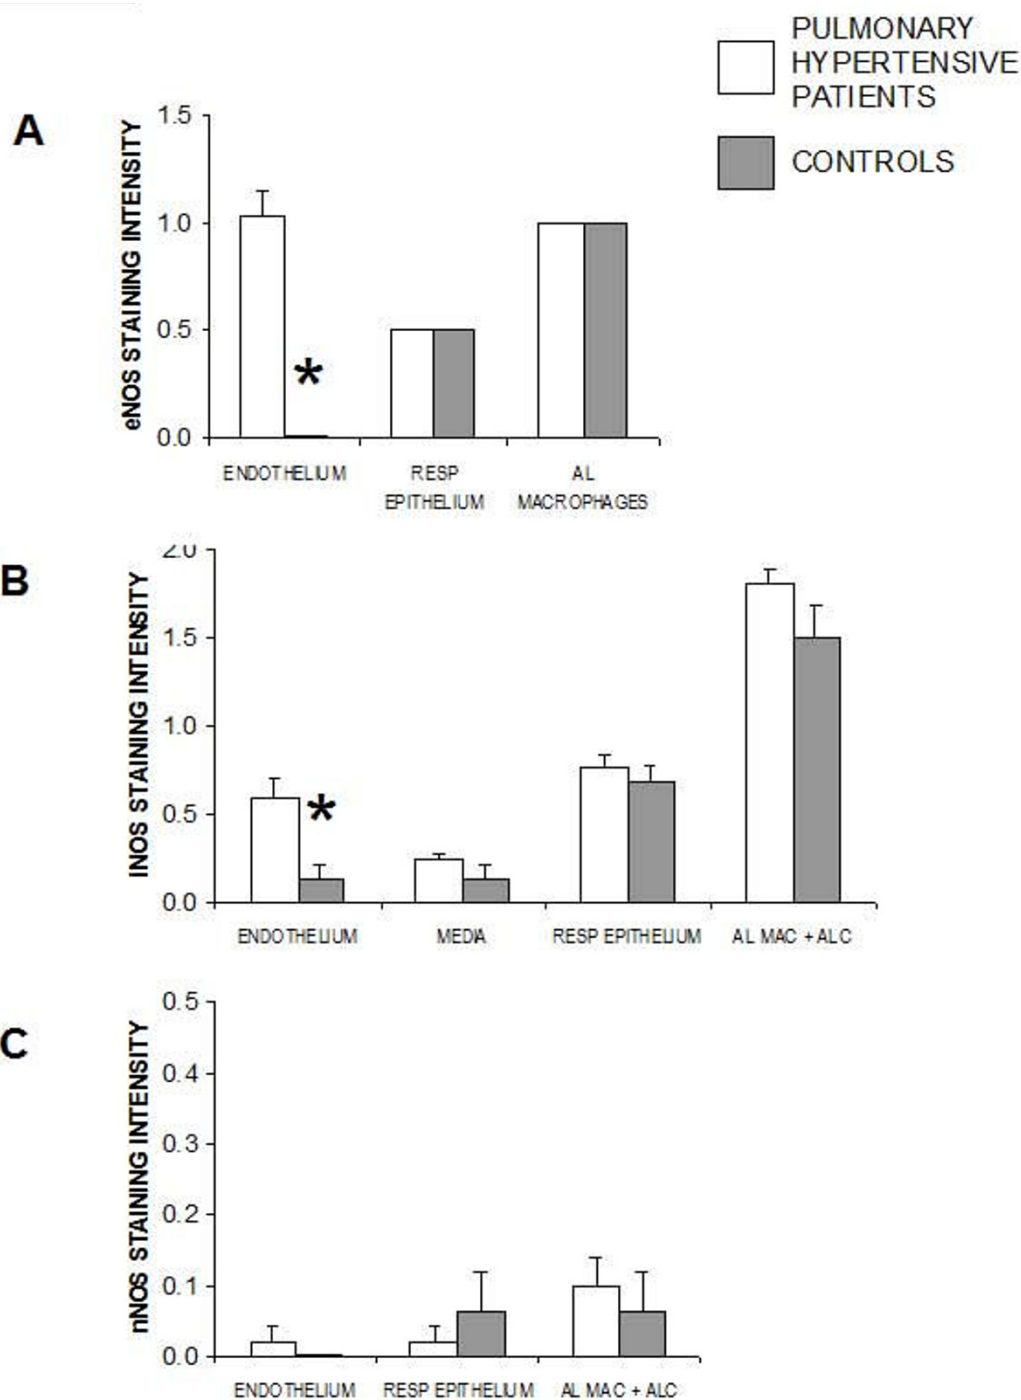 PULMONARY
HYPERTENSIVE
PATIENTS
CONTROLS
A
eNOS STAINING INTENSITY
1.5
1.0
0.5
0.0
*
ENDOTHELIUM
RESP
EPITHELIUM
AL
MACROPHAGES
B
INOS STAINING INTENSITY
2.0
1.5
1.0
0.5
0.0
*
ENDOTHELIUM
MEDIA
RESP EPITHELIUM
AL MAC + ALC
C
nNOS STAINING INTENSITY
0.5
0.4
0.3
0.2
0.1
0.0
ENDOTHELIUM
RESP EPITHELIUM
AL MAC + ALC